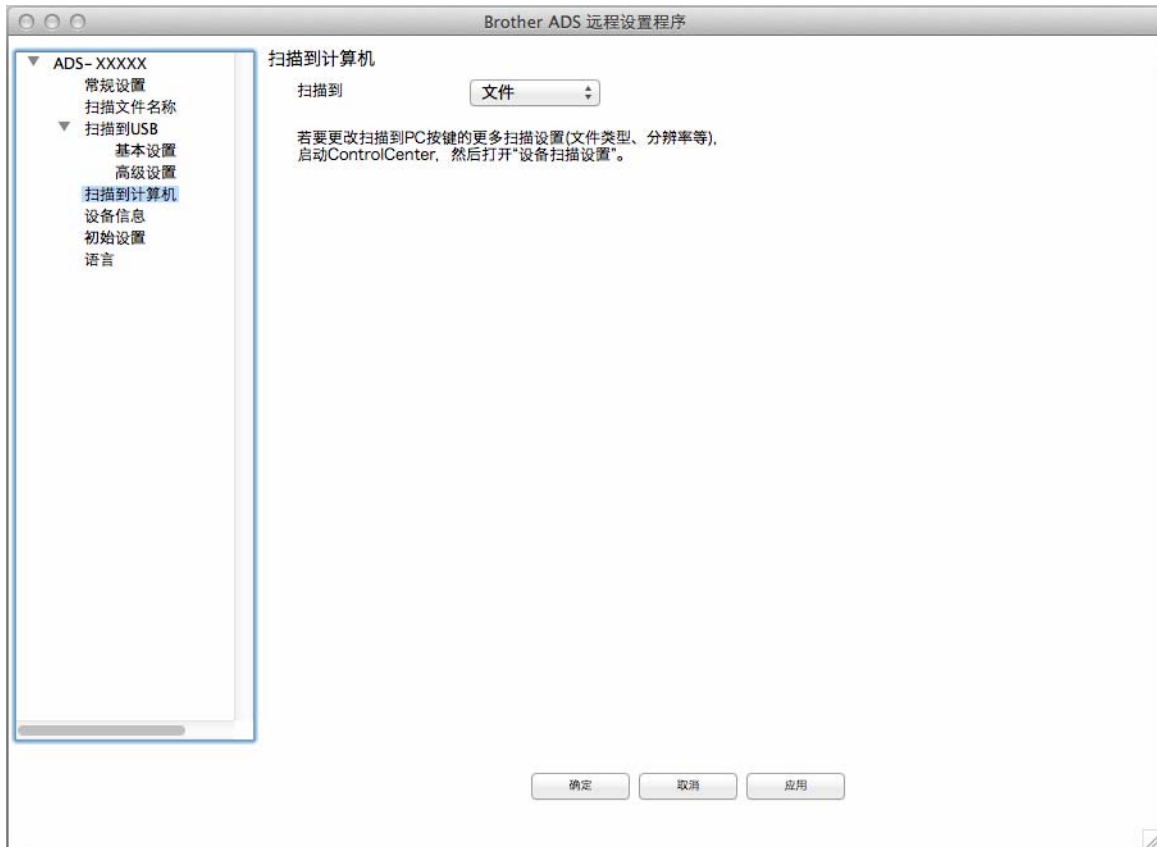 Brother ADS 远程设置程序
ADS- XXXXX
常规设置
扫描文件名称
扫描到USB
基本设置
高级设置
扫描到计算机
设备信息
初始设置
语言
扫描到计算机
扫描到 文件
若要更改扫描到PC按键的更多扫描设置(文件类型、分辨率等),
启动ControlCenter, 然后打开“设备扫描设置”。
确定 取消 应用